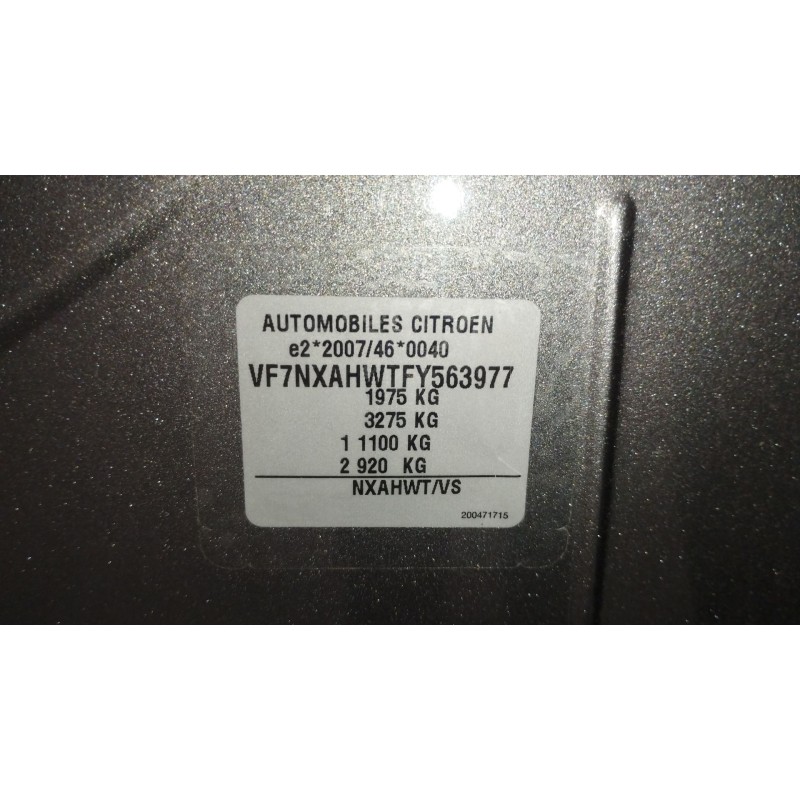 AUTOMOBILES CITROEN
e2*2007/46*0040
VF7NXAHWTFY563977
1975 KG
3275 KG
1 1100 KG
2 920 KG
NXAHWT/VS
200471715